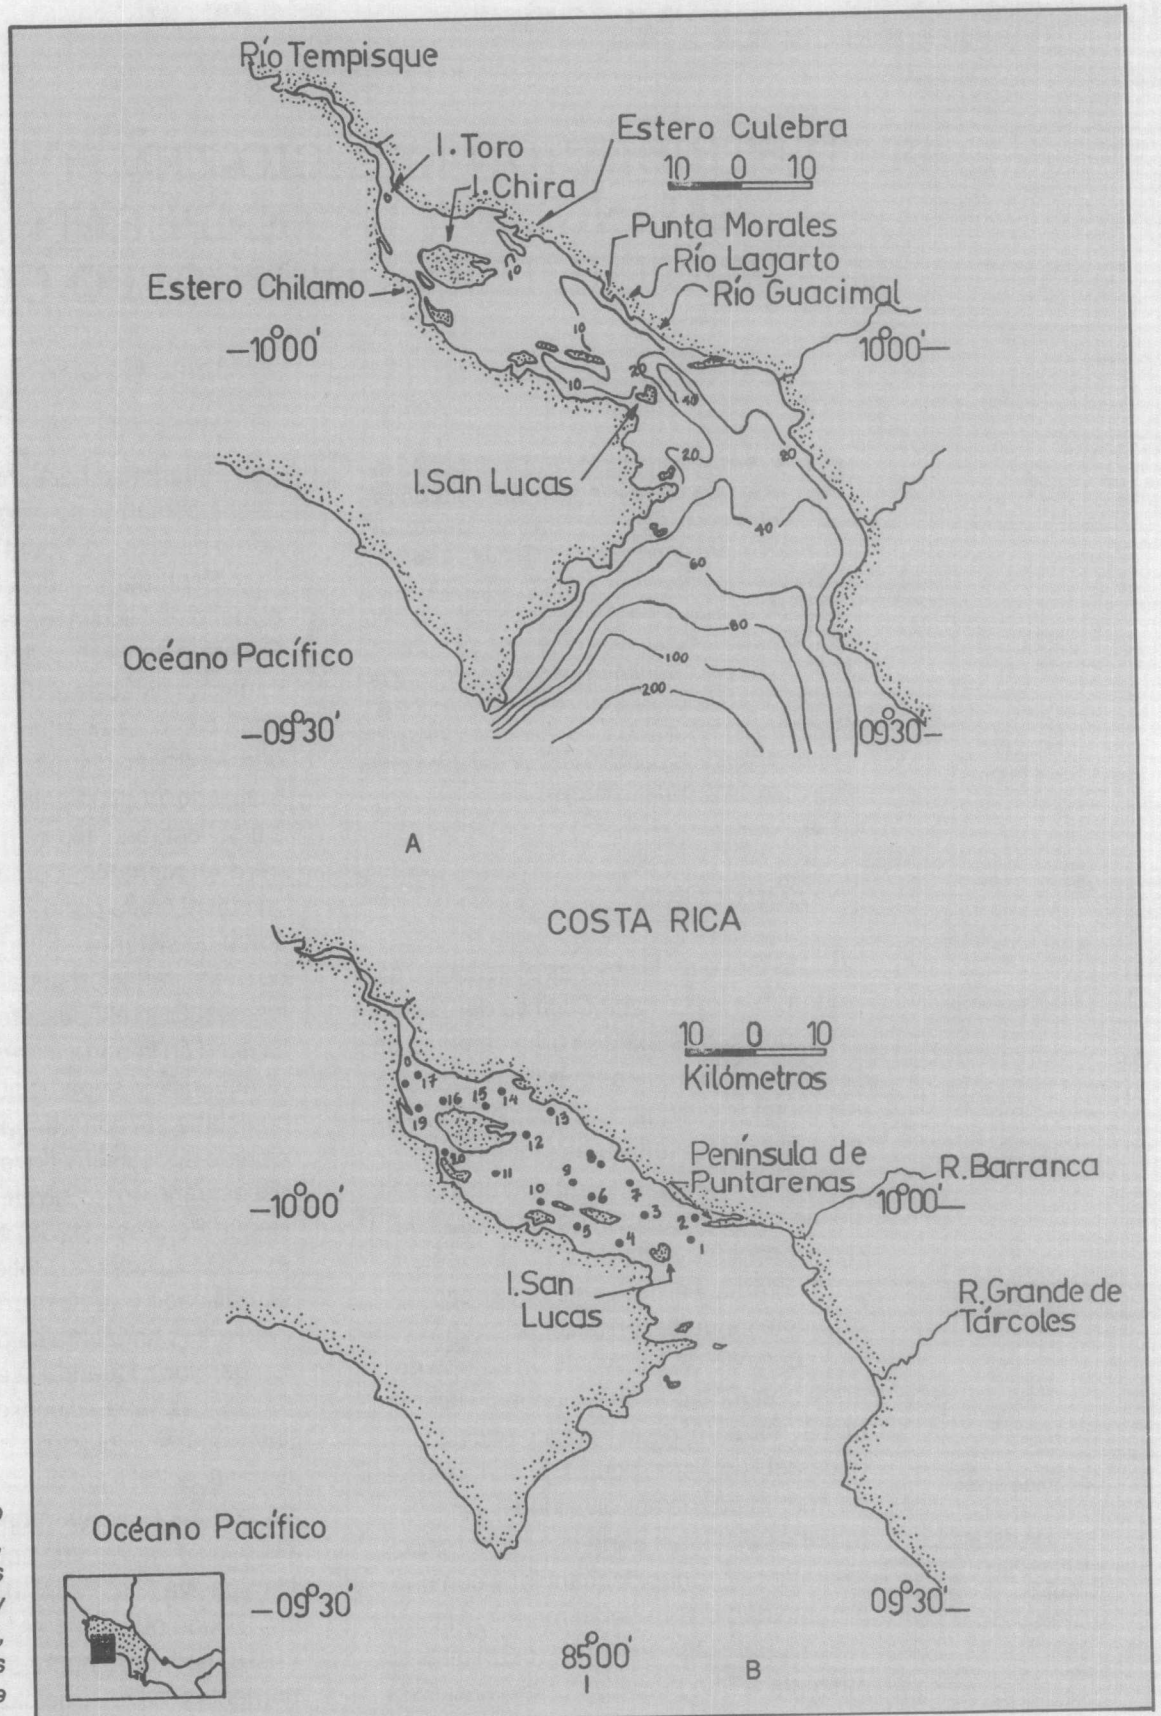 Río Tempisque
I.Toro
Estero Culebra
10 0 10
I.Chira
Punta Morales
Río Lagarto
Estero Chilamo
Río Guacimal
10
10
–10°00'
10°00'–
20
10
40
I.San Lucas
20
20
40
60
Océano Pacífico
80
100
200
–09°30'
09°30'–
A
COSTA RICA
10 0 10
Kilómetros
17
16
15
14
19
13
12
20
11
8
9
Península de
Puntarenas
R.Barranca
10
6
7
–10°00'
10°00'–
3
2
5
4
1
I.San
Lucas
R.Grande de
Tárcoles
Océano Pacífico
–09°30'
09°30'–
85°00'
B